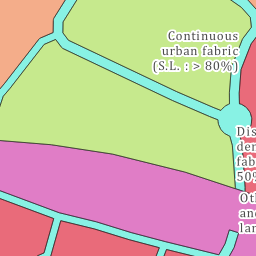 Continuous
urban fabric
(S.L. : > 80%)
Dis
den
fab
50%
Oth
and
lan